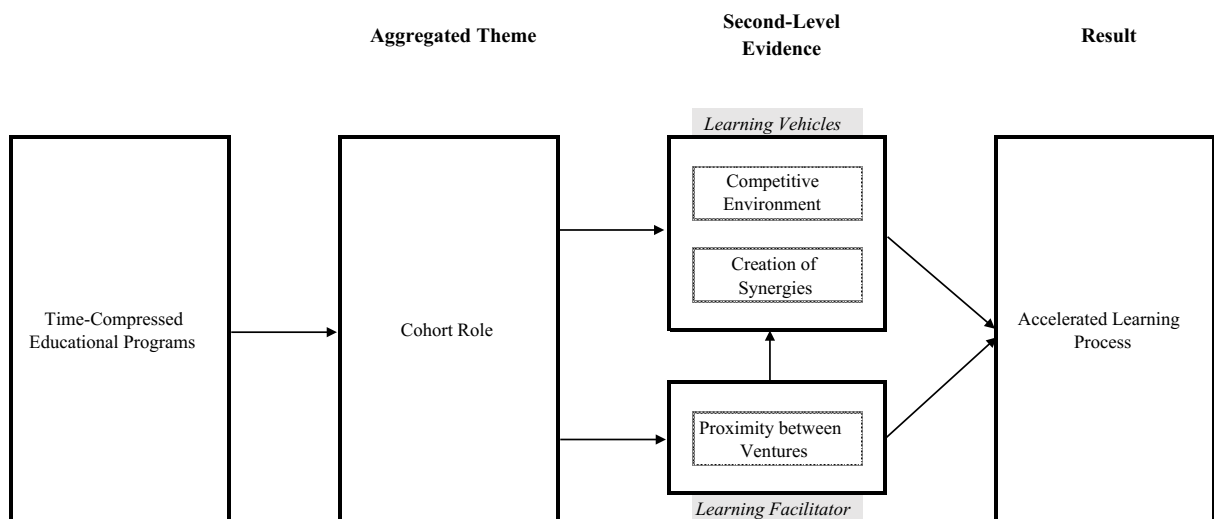 Aggregated Theme
Second-Level
Evidence
Result
Time-Compressed
Educational Programs
Cohort Role
Learning Vehicles
Competitive
Environment
Creation of
Synergies
Proximity between
Ventures
Learning Facilitator
Accelerated Learning
Process